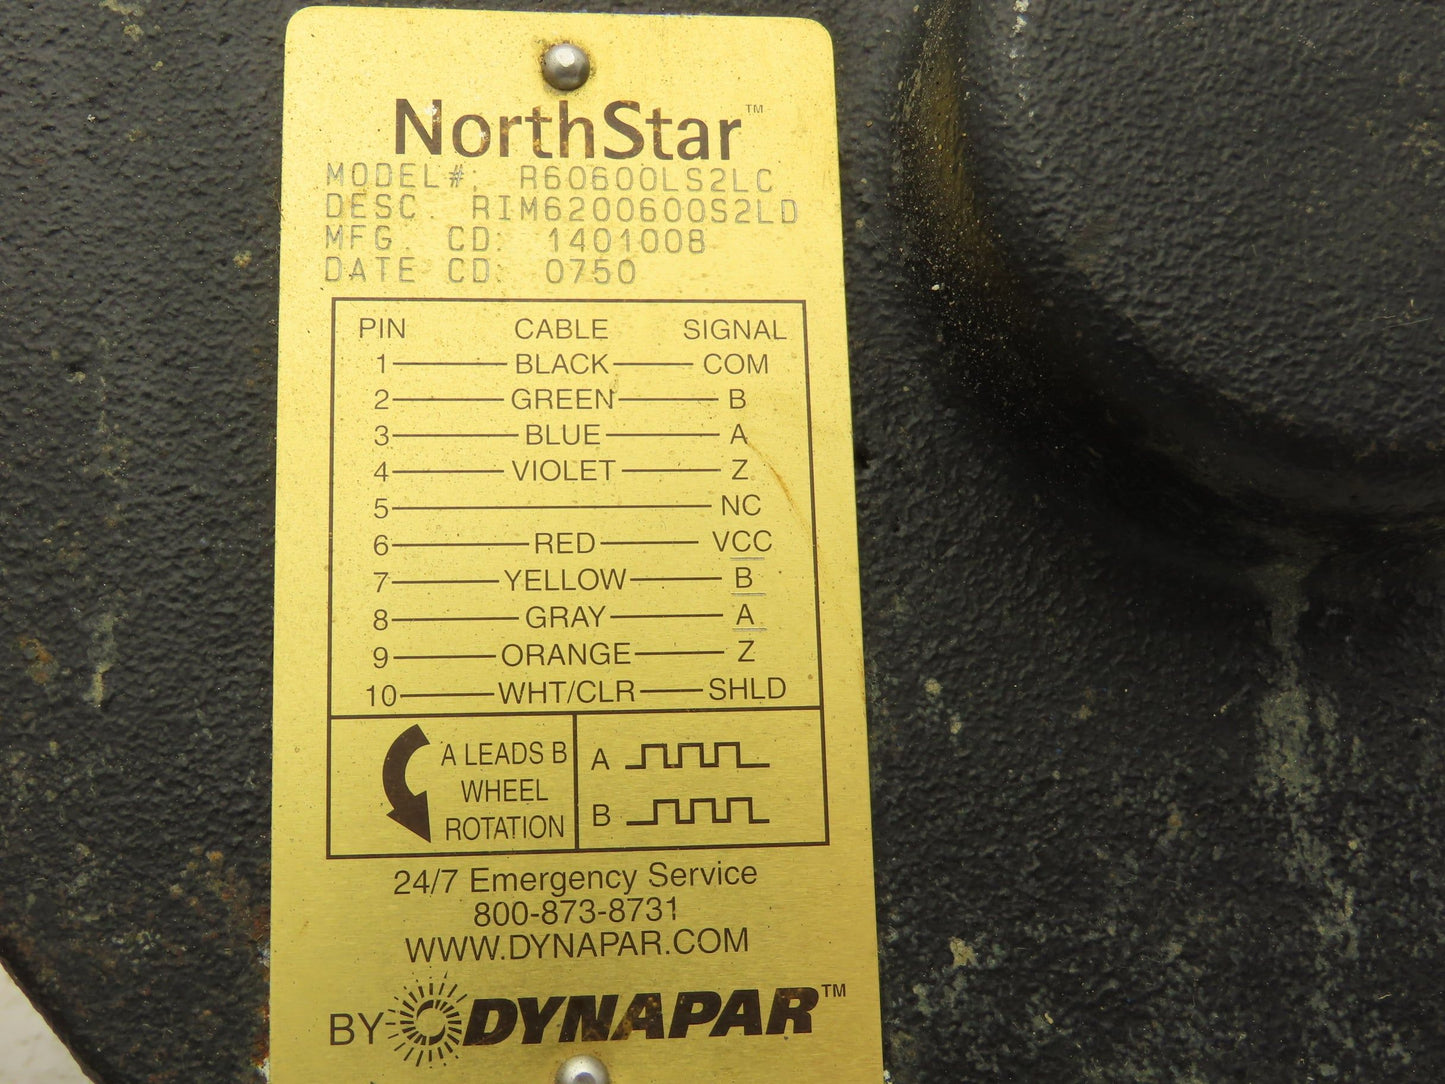 NorthStar™
MODEL#. R60600LS2LC
DESC. RIM6200600S2LD
MFG. CD: 1401008
DATE CD: 0750
PIN CABLE SIGNAL
1 BLACK COM
2 GREEN B
3 BLUE A
4 VIOLET Z
5 NC
6 RED VCC
7 YELLOW B̅
8 GRAY A̅
9 ORANGE Z̅
10 WHT/CLR SHLD
A LEADS B
WHEEL
ROTATION
A
B
24/7 Emergency Service
800-873-8731
WWW.DYNAPAR.COM
BY DYNAPAR™